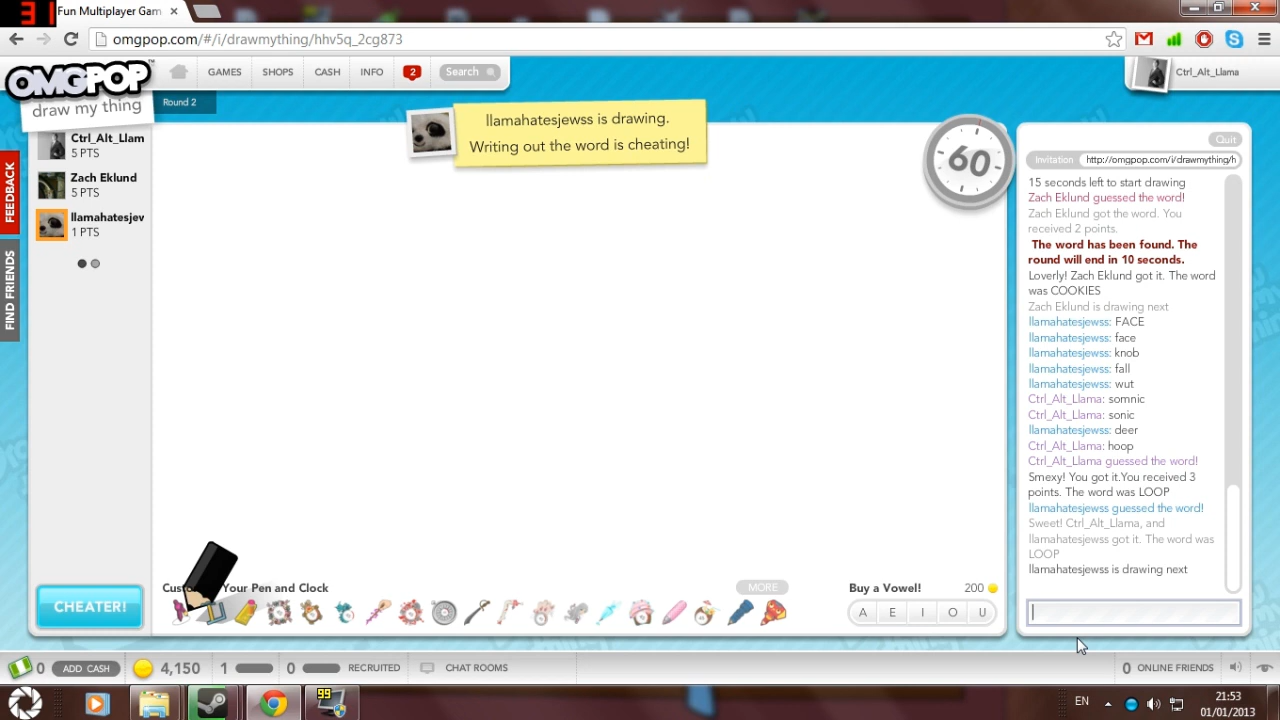 31
Fun Multiplayer Gam
omgpop.com/#/i/drawmything/hhv5q_2cg873
OMGPOP
draw my thing
GAMES
SHOPS
CASH
INFO
2
Search
Ctrl_Alt_Llama
Round 2
Ctrl_Alt_Llam
5 PTS
Zach Eklund
5 PTS
llamahatesjev
1 PTS
FEEDBACK
FIND FRIENDS
llamahatesjewss is drawing.
Writing out the word is cheating!
60
Quit
Invitation
http://omgpop.com/i/drawmything/h
15 seconds left to start drawing
Zach Eklund guessed the word!
Zach Eklund got the word. You
received 2 points.
The word has been found. The
round will end in 10 seconds.
Loverly! Zach Eklund got it. The word
was COOKIES
Zach Eklund is drawing next
llamahatesjewss: FACE
llamahatesjewss: face
llamahatesjewss: knob
llamahatesjewss: fall
llamahatesjewss: wut
Ctrl_Alt_Llama: somnic
Ctrl_Alt_Llama: sonic
llamahatesjewss: deer
Ctrl_Alt_Llama: hoop
Ctrl_Alt_Llama guessed the word!
Smexy! You got it.You received 3
points. The word was LOOP
llamahatesjewss guessed the word!
Sweet! Ctrl_Alt_Llama, and
llamahatesjewss got it. The word was
LOOP
llamahatesjewss is drawing next
CHEATER!
Your Pen and Clock
MORE
Buy a Vowel!
200
A E I O U
0
ADD CASH
4,150
1
0
RECRUITED
CHAT ROOMS
0 ONLINE FRIENDS
99
EN
21:53
01/01/2013